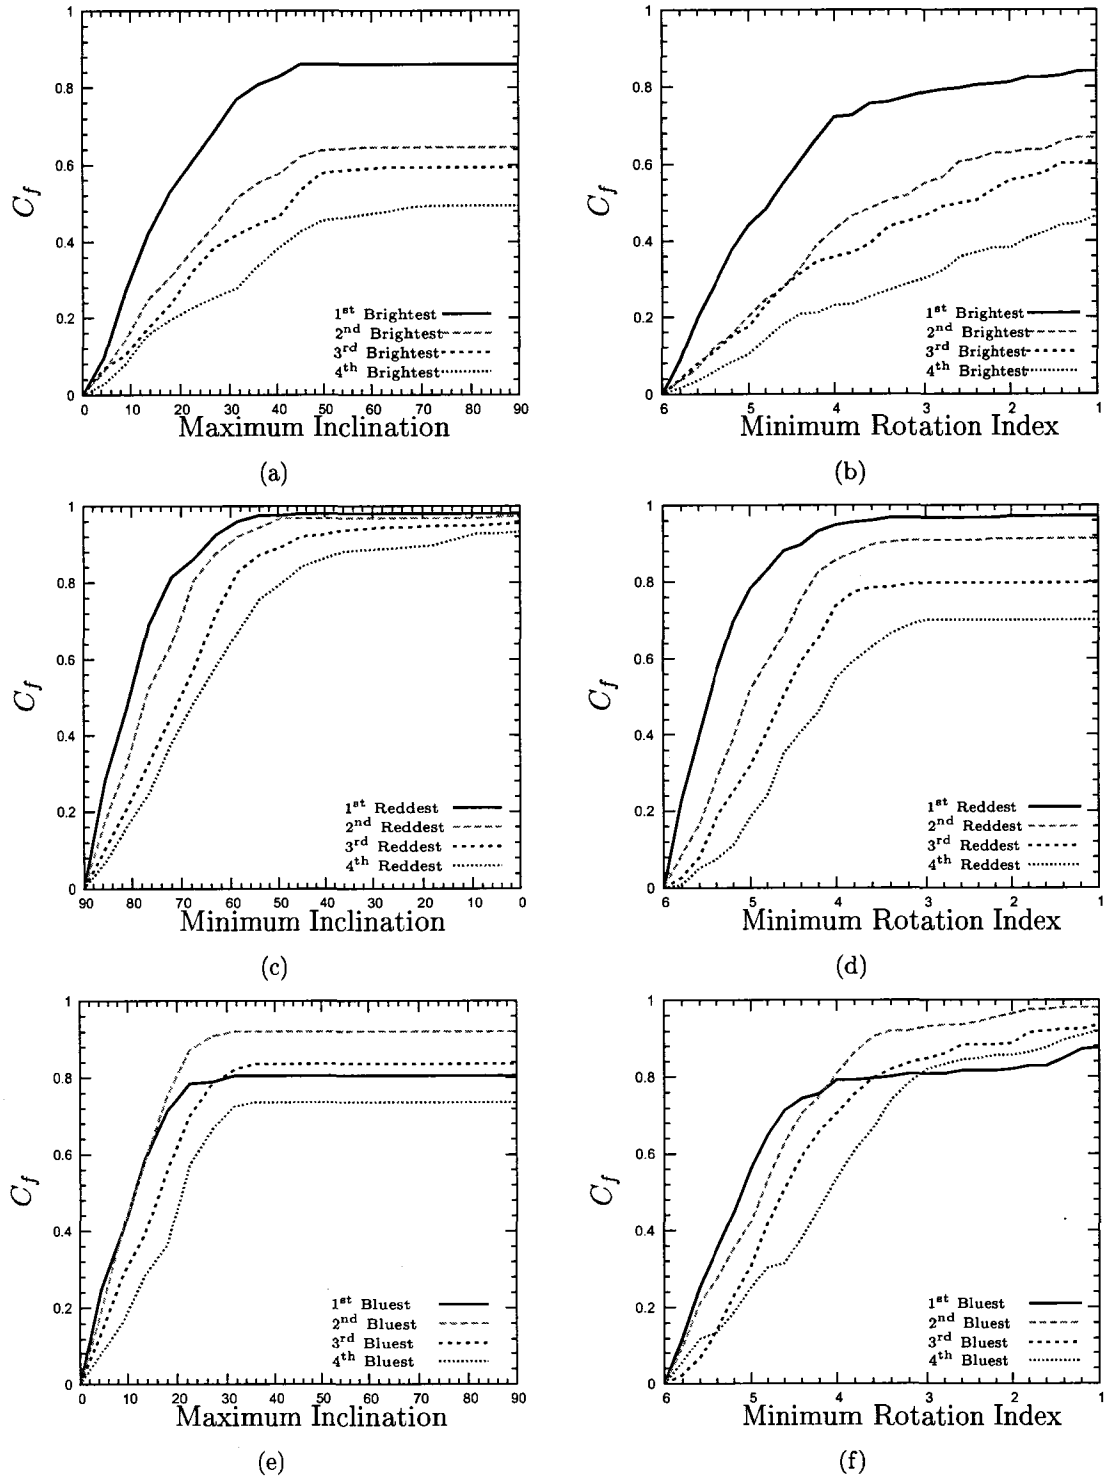 1
0.8
0.6
0.4
0.2
0
C_f
0 10 20 30 40 50 60 70 80 90
Maximum Inclination
1st Brightest
2nd Brightest
3rd Brightest
4th Brightest
(a)
1
0.8
0.6
0.4
0.2
0
C_f
6 5 4 3 2 1
Minimum Rotation Index
1st Brightest
2nd Brightest
3rd Brightest
4th Brightest
(b)
1
0.8
0.6
0.4
0.2
0
C_f
90 80 70 60 50 40 30 20 10 0
Minimum Inclination
1st Reddest
2nd Reddest
3rd Reddest
4th Reddest
(c)
1
0.8
0.6
0.4
0.2
0
C_f
6 5 4 3 2 1
Minimum Rotation Index
1st Reddest
2nd Reddest
3rd Reddest
4th Reddest
(d)
1
0.8
0.6
0.4
0.2
0
C_f
0 10 20 30 40 50 60 70 80 90
Maximum Inclination
1st Bluest
2nd Bluest
3rd Bluest
4th Bluest
(e)
1
0.8
0.6
0.4
0.2
0
C_f
6 5 4 3 2 1
Minimum Rotation Index
1st Bluest
2nd Bluest
3rd Bluest
4th Bluest
(f)